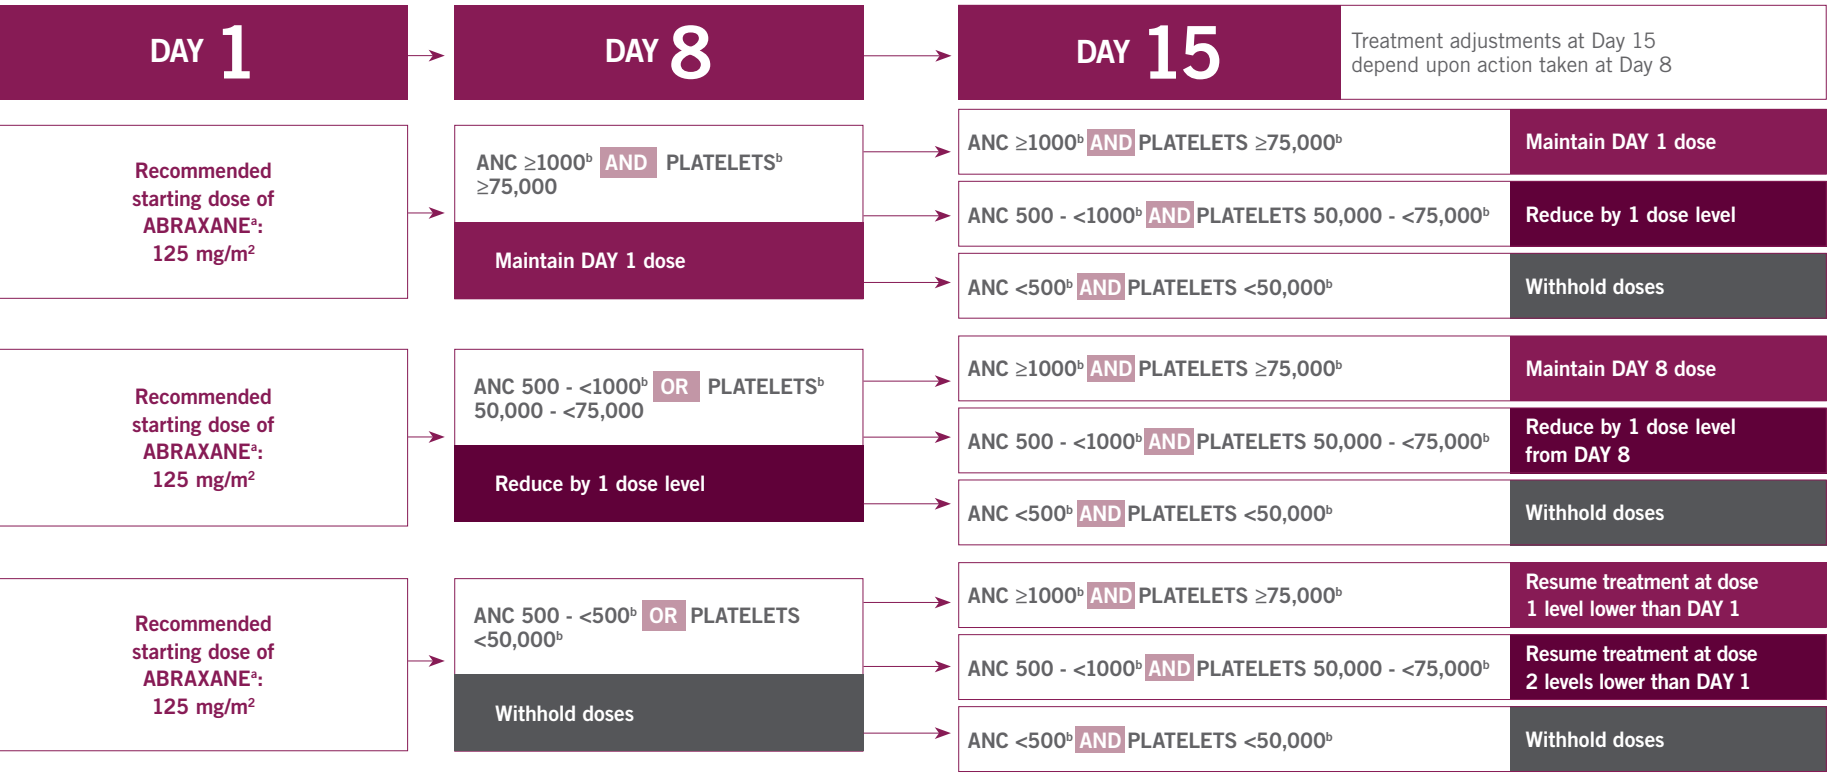 DAY 1
DAY 8
DAY 15
Treatment adjustments at Day 15
depend upon action taken at Day 8
Recommended
starting dose of
ABRAXANEᵃ:
125 mg/m²
ANC ≥1000ᵇ AND PLATELETSᵇ
≥75,000
Maintain DAY 1 dose
ANC ≥1000ᵇ AND PLATELETS ≥75,000ᵇ
Maintain DAY 1 dose
ANC 500 - <1000ᵇ AND PLATELETS 50,000 - <75,000ᵇ
Reduce by 1 dose level
ANC <500ᵇ AND PLATELETS <50,000ᵇ
Withhold doses
Recommended
starting dose of
ABRAXANEᵃ:
125 mg/m²
ANC 500 - <1000ᵇ OR PLATELETSᵇ
50,000 - <75,000
Reduce by 1 dose level
ANC ≥1000ᵇ AND PLATELETS ≥75,000ᵇ
Maintain DAY 8 dose
ANC 500 - <1000ᵇ AND PLATELETS 50,000 - <75,000ᵇ
Reduce by 1 dose level
from DAY 8
ANC <500ᵇ AND PLATELETS <50,000ᵇ
Withhold doses
Recommended
starting dose of
ABRAXANEᵃ:
125 mg/m²
ANC 500 - <500ᵇ OR PLATELETS
<50,000ᵇ
Withhold doses
ANC ≥1000ᵇ AND PLATELETS ≥75,000ᵇ
Resume treatment at dose
1 level lower than DAY 1
ANC 500 - <1000ᵇ AND PLATELETS 50,000 - <75,000ᵇ
Resume treatment at dose
2 levels lower than DAY 1
ANC <500ᵇ AND PLATELETS <50,000ᵇ
Withhold doses